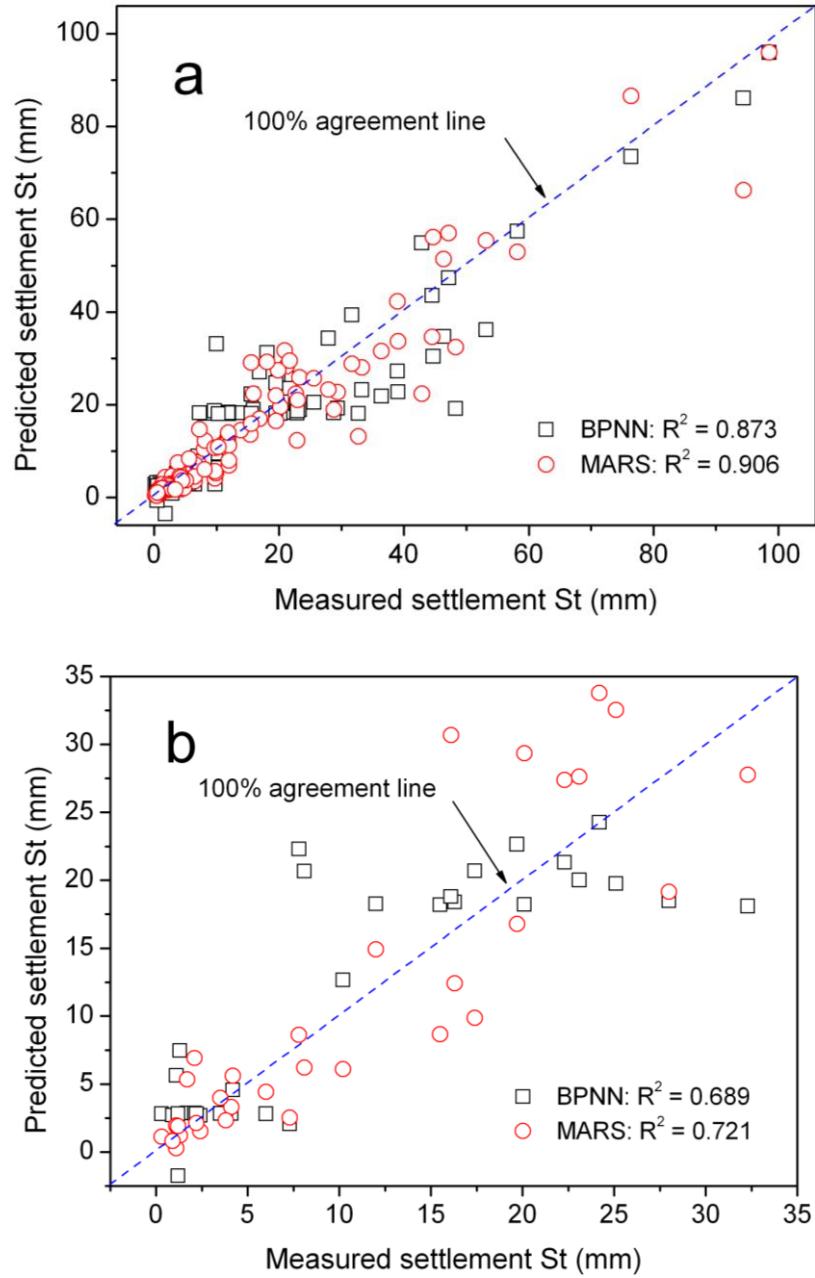 a
100% agreement line
Predicted settlement St (mm)
100
80
60
40
20
0
BPNN: R² = 0.873
MARS: R² = 0.906
0 20 40 60 80 100
Measured settlement St (mm)
b
100% agreement line
Predicted settlement St (mm)
35
30
25
20
15
10
5
0
BPNN: R² = 0.689
MARS: R² = 0.721
0 5 10 15 20 25 30 35
Measured settlement St (mm)